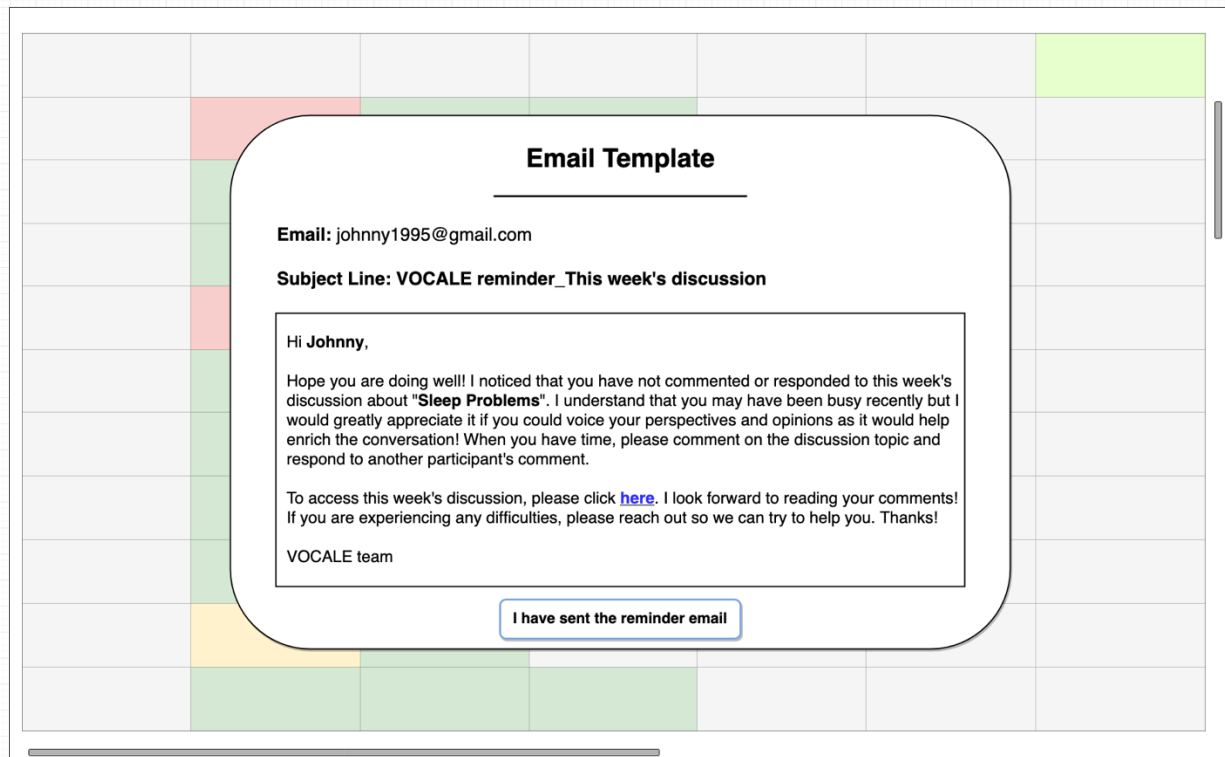 Email Template
Email: johnny1995@gmail.com
Subject Line: VOCALE reminder_This week's discussion
Hi Johnny,
Hope you are doing well! I noticed that you have not commented or responded to this week's
discussion about "Sleep Problems". I understand that you may have been busy recently but I
would greatly appreciate it if you could voice your perspectives and opinions as it would help
enrich the conversation! When you have time, please comment on the discussion topic and
respond to another participant's comment.
To access this week's discussion, please click here. I look forward to reading your comments!
If you are experiencing any difficulties, please reach out so we can try to help you. Thanks!
VOCALE team
I have sent the reminder email